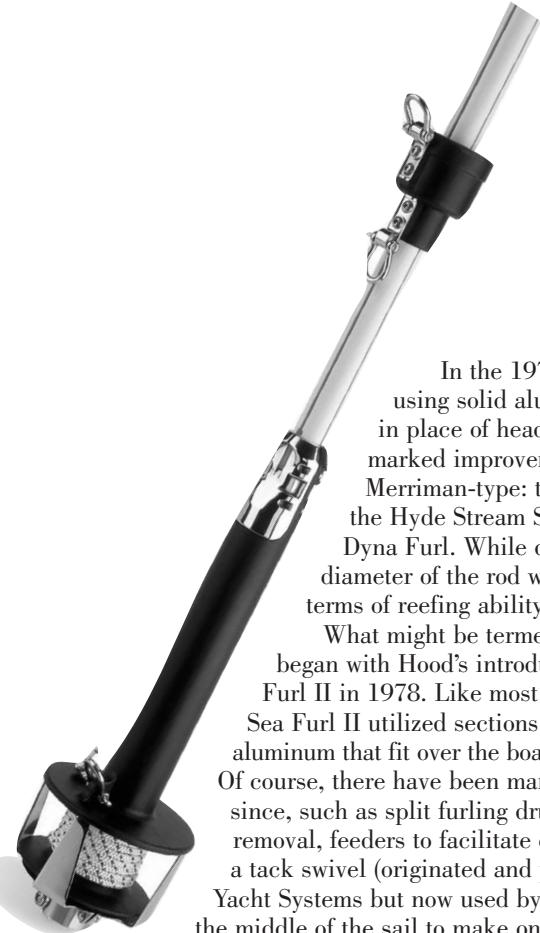 In the 197
using solid alu
in place of head
marked improver
Merriman-type: t
the Hyde Stream S
Dyna Furl. While o
diameter of the rod w
terms of reefing ability
What might be terme
began with Hood's introdu
Furl II in 1978. Like most
Sea Furl II utilized sections
aluminum that fit over the boa
Of course, there have been mar
since, such as split furling dru
removal, feeders to facilitate
a tack swivel (originated and
Yacht Systems but now used by
the middle of the sail to make on